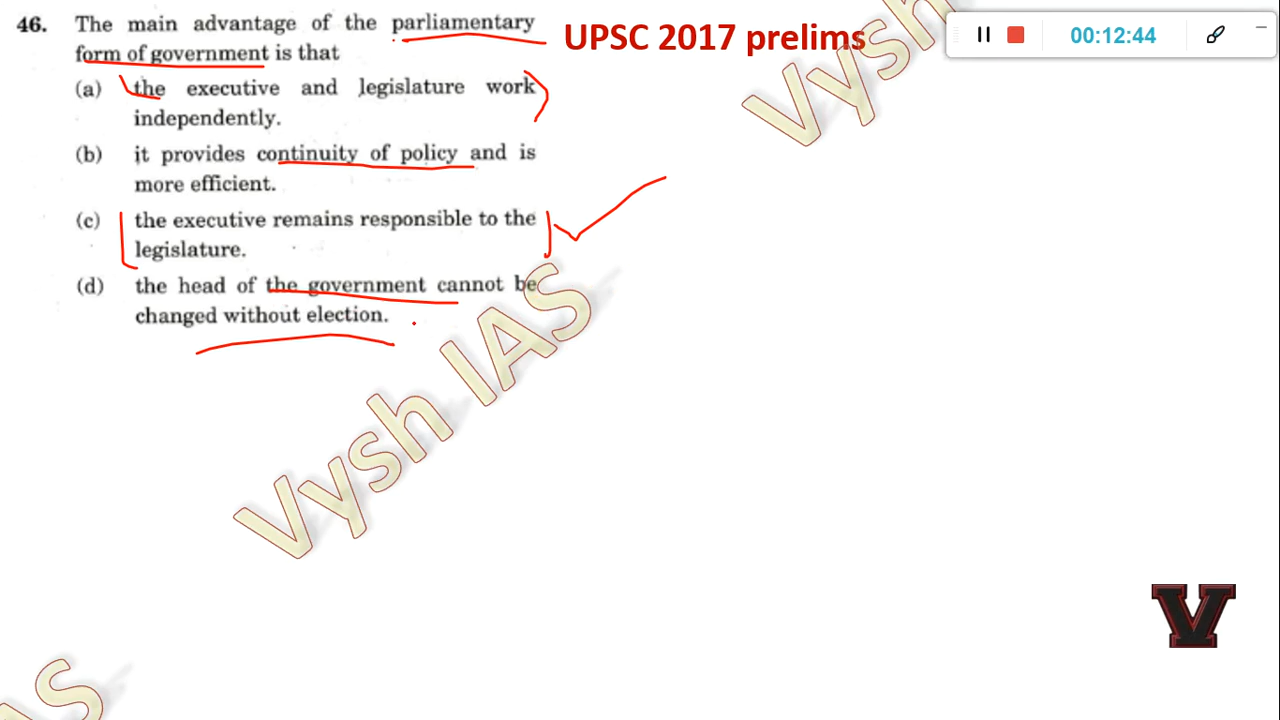 46. The main advantage of the parliamentary
form of government is that
(a) the executive and legislature work
independently.
(b) it provides continuity of policy and is
more efficient.
(c) the executive remains responsible to the
legislature.
(d) the head of the government cannot be
changed without election.
UPSC 2017 prelims
00:12:44
Vysh
Vysh IAS
AS
V